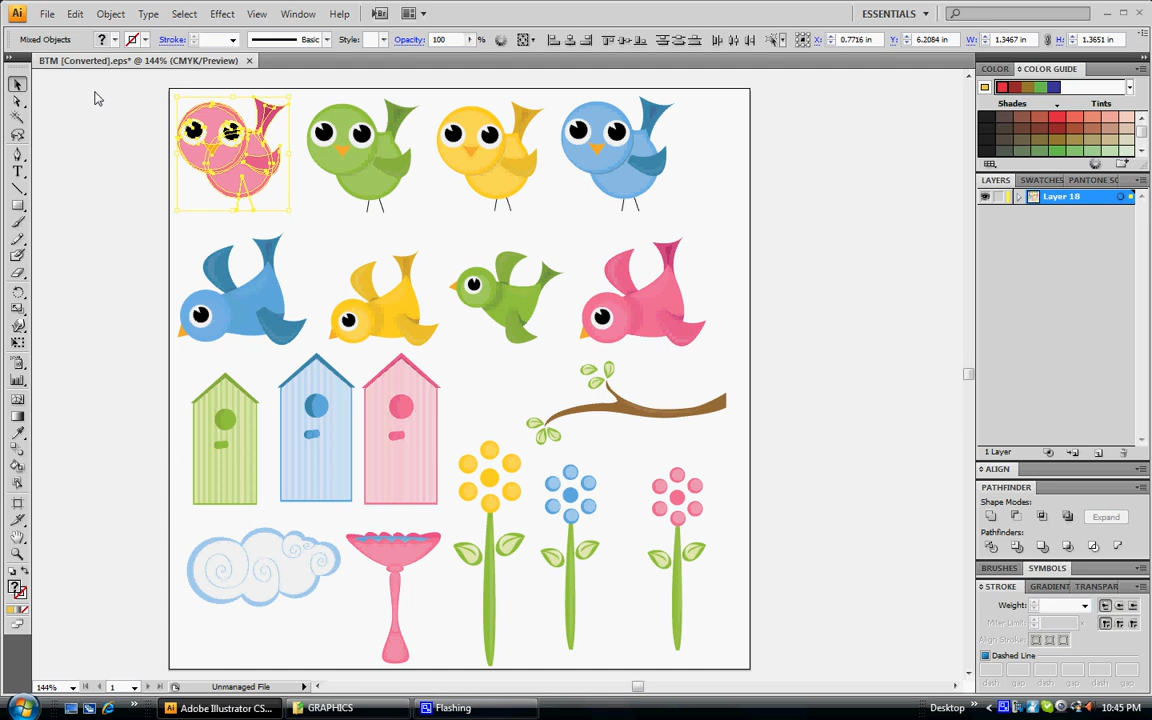 Ai File Edit Object Type Select Effect View Window Help Br ESSENTIALS
Mixed Objects ? Stroke: Basic Style: Opacity: 100 % X: 0.7716 in Y: 6.2084 in W: 1.3467 in H: 1.3651 in
BTM [Converted].eps* @ 144% (CMYK/Preview) ×
COLOR COLOR GUIDE
Shades Tints
LAYERS SWATCHES PANTONE SC
Layer 18
1 Layer
ALIGN
PATHFINDER
Shape Modes:
Expand
Pathfinders:
BRUSHES SYMBOLS
STROKE GRADIENT TRANSPAR
Weight:
Miter Limit: x
Align Stroke:
Dashed Line
dash gap dash gap dash gap
144% 1 Unmanaged File
Adobe Illustrator CS... GRAPHICS Flashing Desktop 10:45 PM